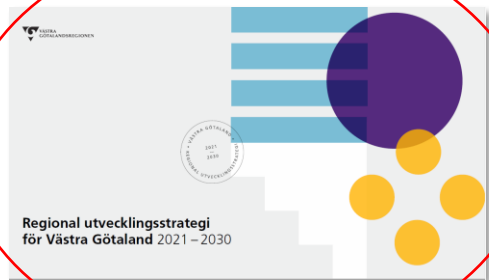 VÄSTRA
GÖTALANDSREGIONEN
VÄSTRA GÖTALAND
2021
–
2030
REGIONAL UTVECKLINGSSTRATEGI
Regional utvecklingsstrategi
för Västra Götaland 2021–2030